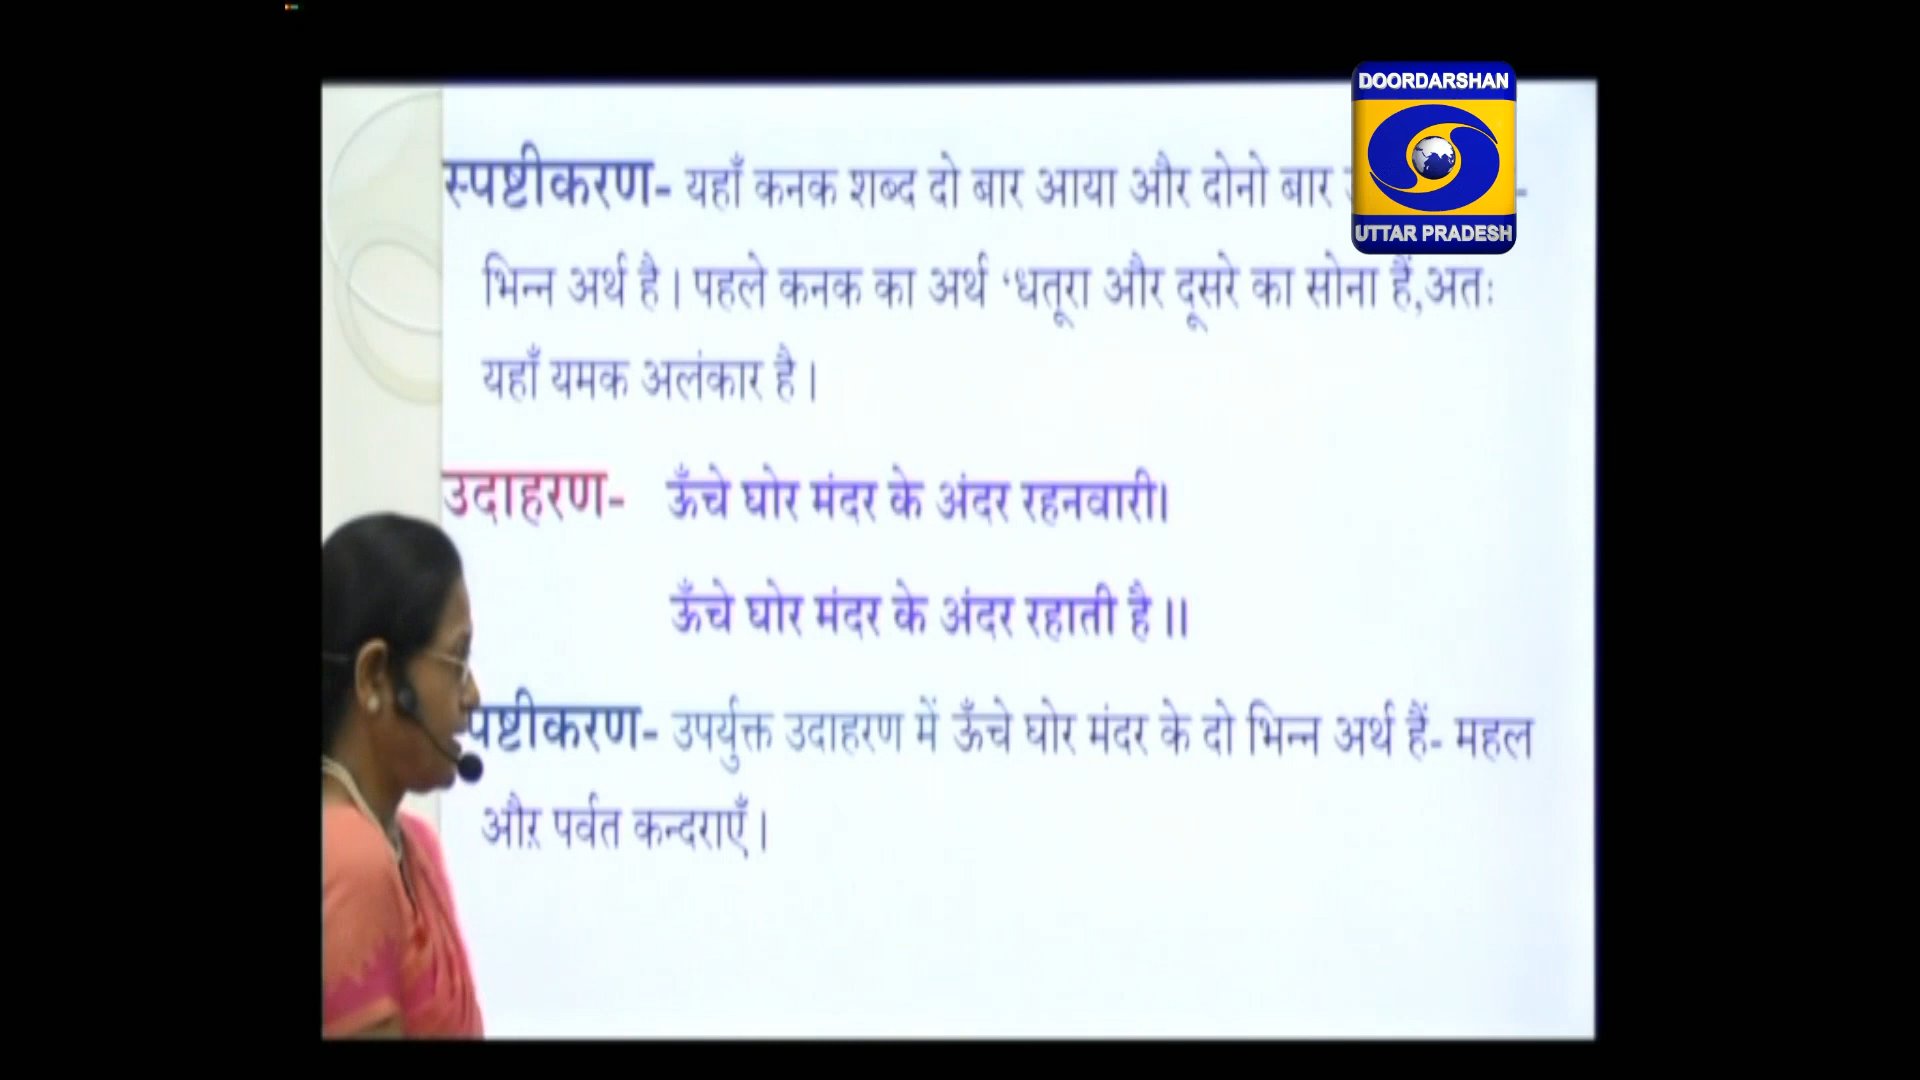 DOORDARSHAN
UTTAR PRADESH
स्पष्टीकरण- यहाँ कनक शब्द दो बार आया और दोनो बार -
भिन्न अर्थ है। पहले कनक का अर्थ ‘धतूरा और दूसरे का सोना हैं,अतः
यहाँ यमक अलंकार है।
उदाहरण- ऊँचे घोर मंदर के अंदर रहनवारी।
ऊँचे घोर मंदर के अंदर रहाती है ।।
पष्टीकरण- उपर्युक्त उदाहरण में ऊँचे घोर मंदर के दो भिन्न अर्थ हैं- महल
औऱ पर्वत कन्दराएँ।